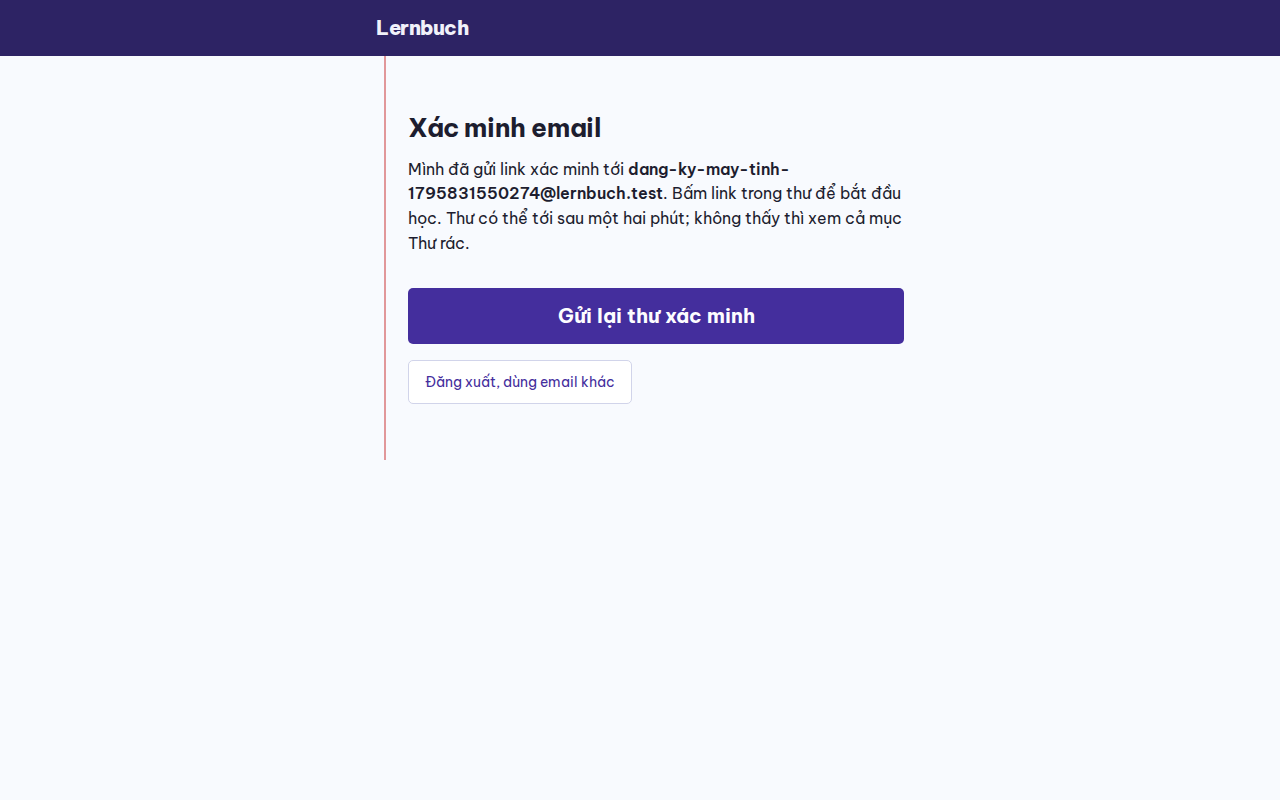 Lernbuch
Xác minh email
Mình đã gửi link xác minh tới dang-ky-may-tinh-
1795831550274@lernbuch.test. Bấm link trong thư để bắt đầu
học. Thư có thể tới sau một hai phút; không thấy thì xem cả mục
Thư rác.
Gửi lại thư xác minh
Đăng xuất, dùng email khác